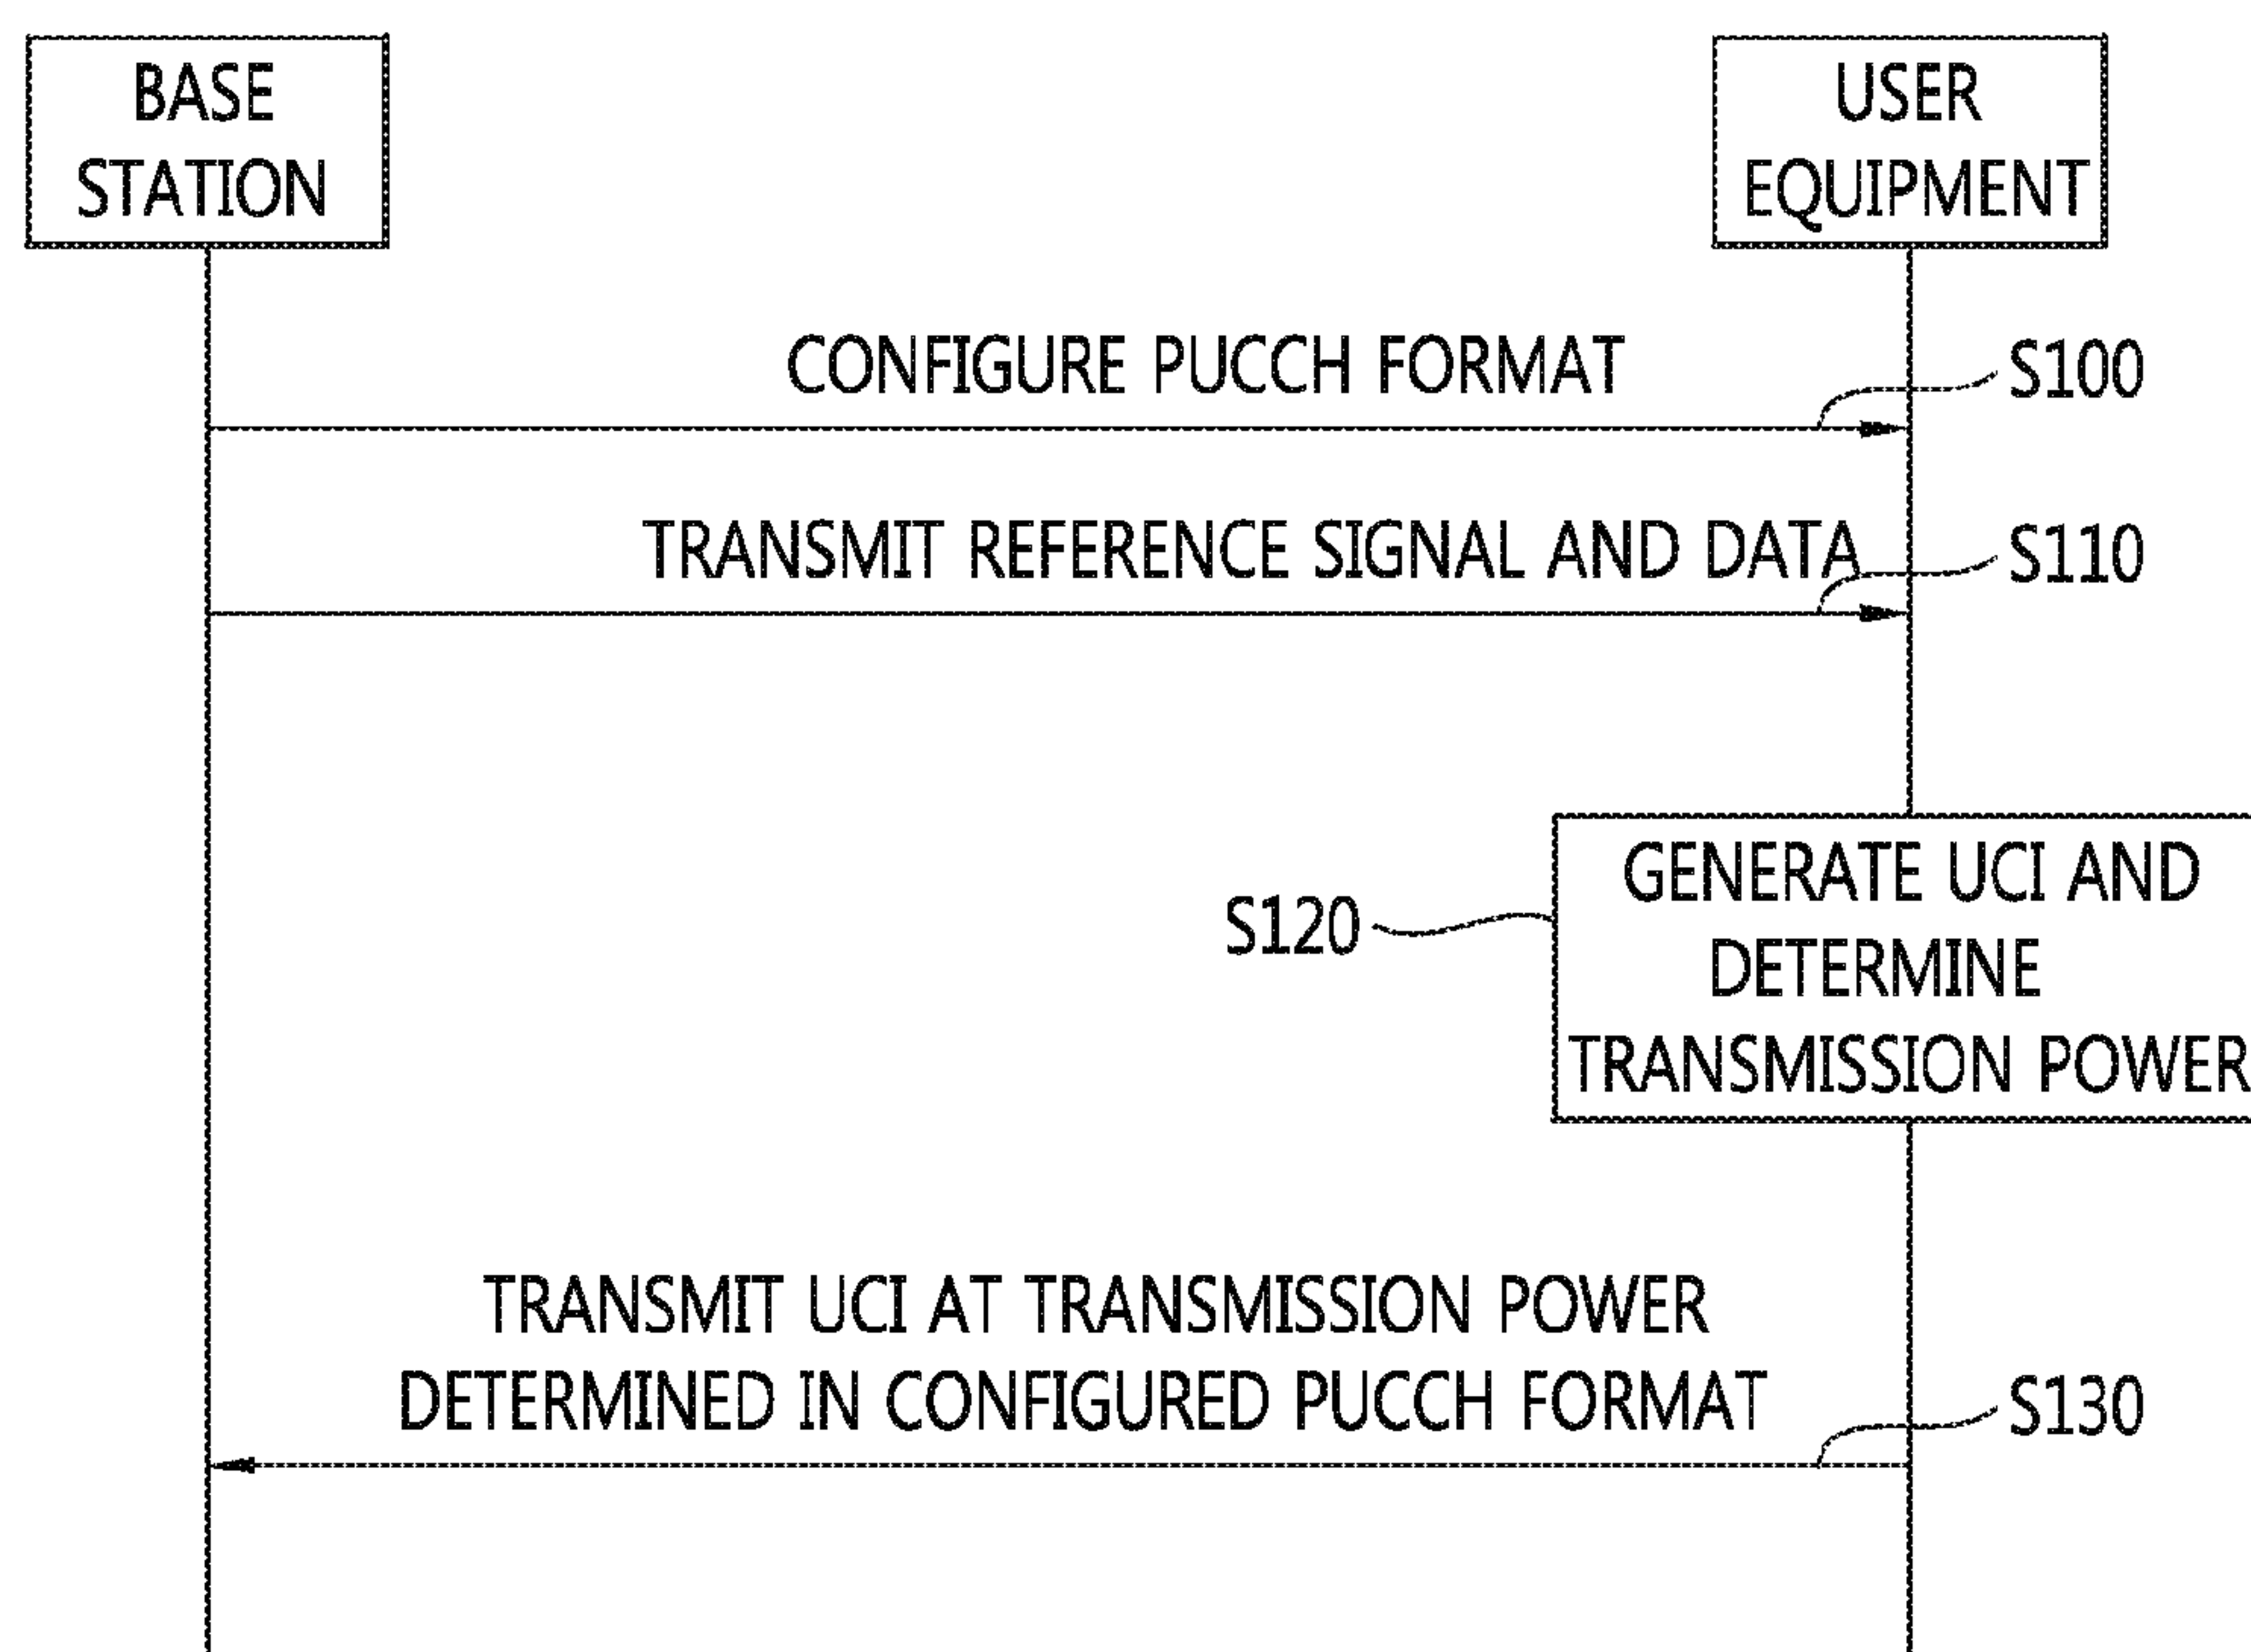 BASE
STATION
USER
EQUIPMENT
CONFIGURE PUCCH FORMAT
S100
TRANSMIT REFERENCE SIGNAL AND DATA
S110
GENERATE UCI AND
DETERMINE
TRANSMISSION POWER
S120
TRANSMIT UCI AT TRANSMISSION POWER
DETERMINED IN CONFIGURED PUCCH FORMAT
S130